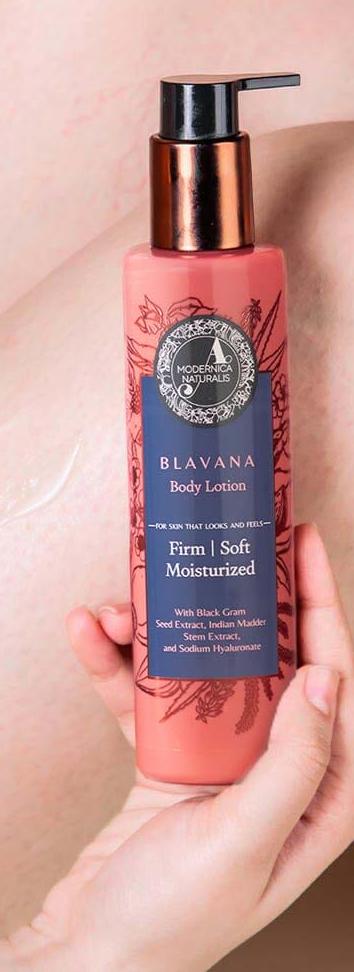 A
MODERNICA
NATURALIS
BLAVANA
Body Lotion
FOR SKIN THAT LOOKS AND FEELS
Firm | Soft
Moisturized
With Black Gram
Seed Extract, Indian Madder
Stem Extract,
and Sodium Hyaluronate